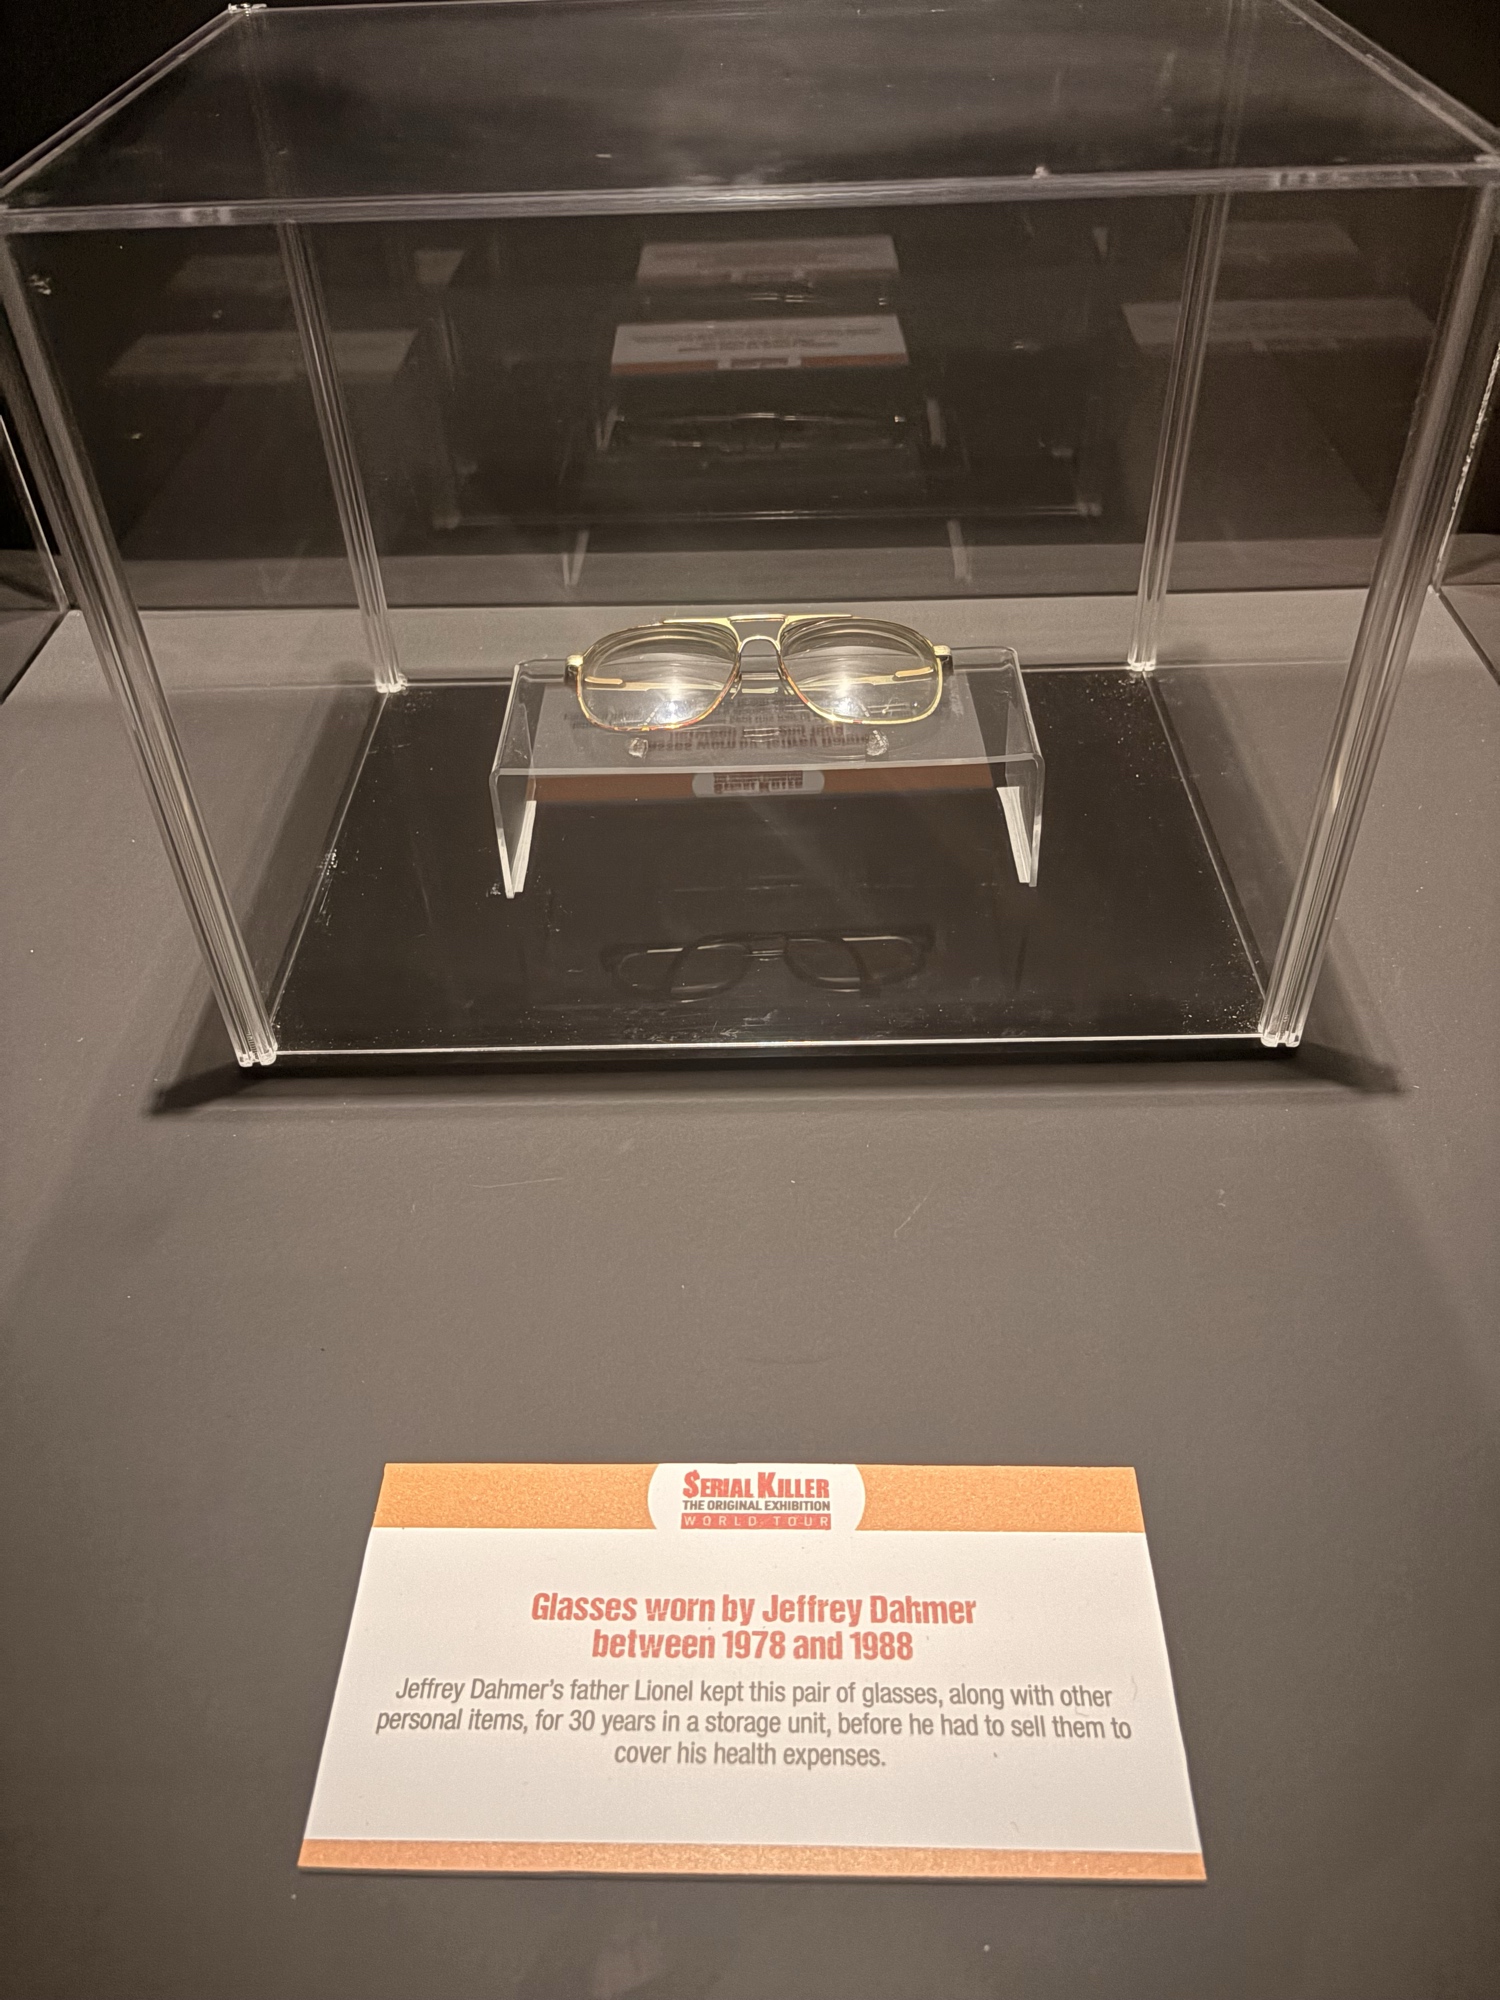 SERIAL KILLER
THE ORIGINAL EXHIBITION
WORLD TOUR
Glasses worn by Jeffrey Dahmer
between 1978 and 1988
Jeffrey Dahmer's father Lionel kept this pair of glasses, along with other
personal items, for 30 years in a storage unit, before he had to sell them to
cover his health expenses.